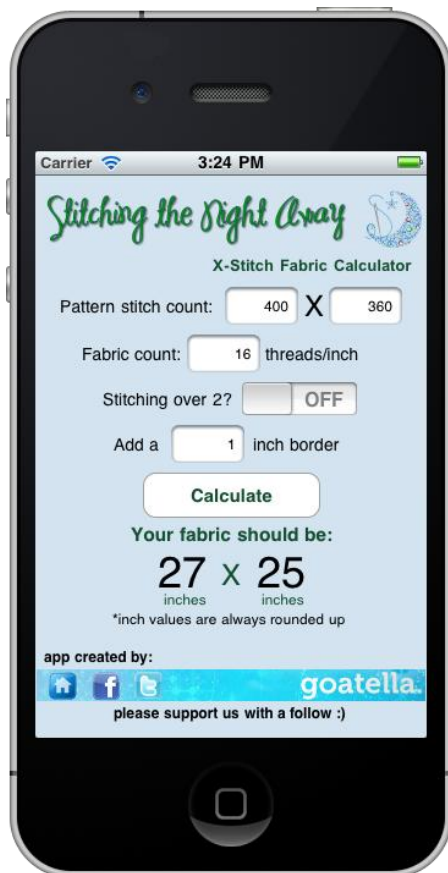 Carrier 3:24 PM
Stitching the Night Away
X-Stitch Fabric Calculator
Pattern stitch count: 400 X 360
Fabric count: 16 threads/inch
Stitching over 2? OFF
Add a 1 inch border
Calculate
Your fabric should be:
27 x 25
inches inches
*inch values are always rounded up
app created by:
f t goatella.
please support us with a follow :)